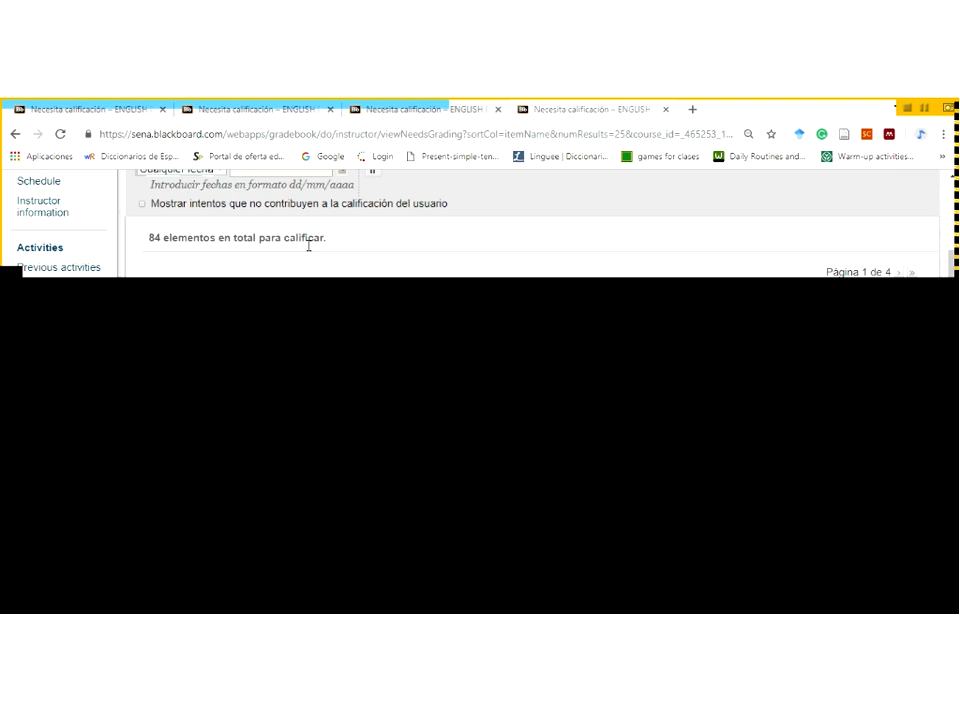 Necesita calificación – ENGLISH Necesita calificación – ENGLISH Necesita calificación – ENGLISH Necesita calificación – ENGLISH
https://sena.blackboard.com/webapps/gradebook/do/instructor/viewNeedsGrading?sortCol=itemName&numResults=25&course_id=_465253_1...
Aplicaciones Diccionarios de Esp... Portal de oferta ed... Google Login Present-simple-ten... Linguee | Diccionari... games for clases Daily Routines and... Warm-up activities... »
Cualquier fecha
Schedule
Introducir fechas en formato dd/mm/aaaa
Instructor
information
Mostrar intentos que no contribuyen a la calificación del usuario
84 elementos en total para calificar.
Activities
Previous activities
Página 1 de 4 › »